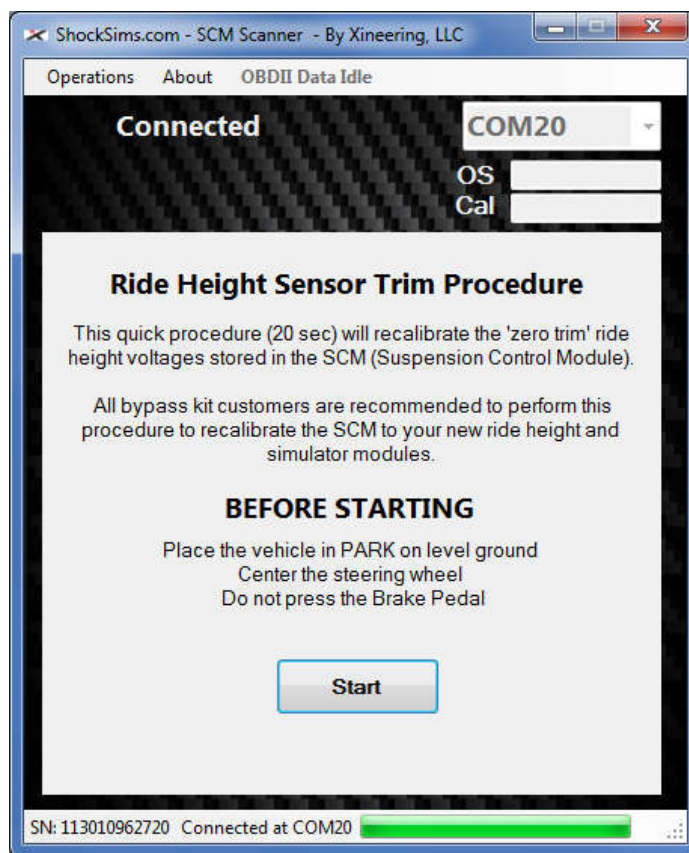 ShockSims.com - SCM Scanner - By Xineering, LLC
Operations About OBDII Data Idle
Connected COM20
OS
Cal
Ride Height Sensor Trim Procedure
This quick procedure (20 sec) will recalibrate the 'zero trim' ride
height voltages stored in the SCM (Suspension Control Module).
All bypass kit customers are recommended to perform this
procedure to recalibrate the SCM to your new ride height and
simulator modules.
BEFORE STARTING
Place the vehicle in PARK on level ground
Center the steering wheel
Do not press the Brake Pedal
Start
SN: 113010962720 Connected at COM20